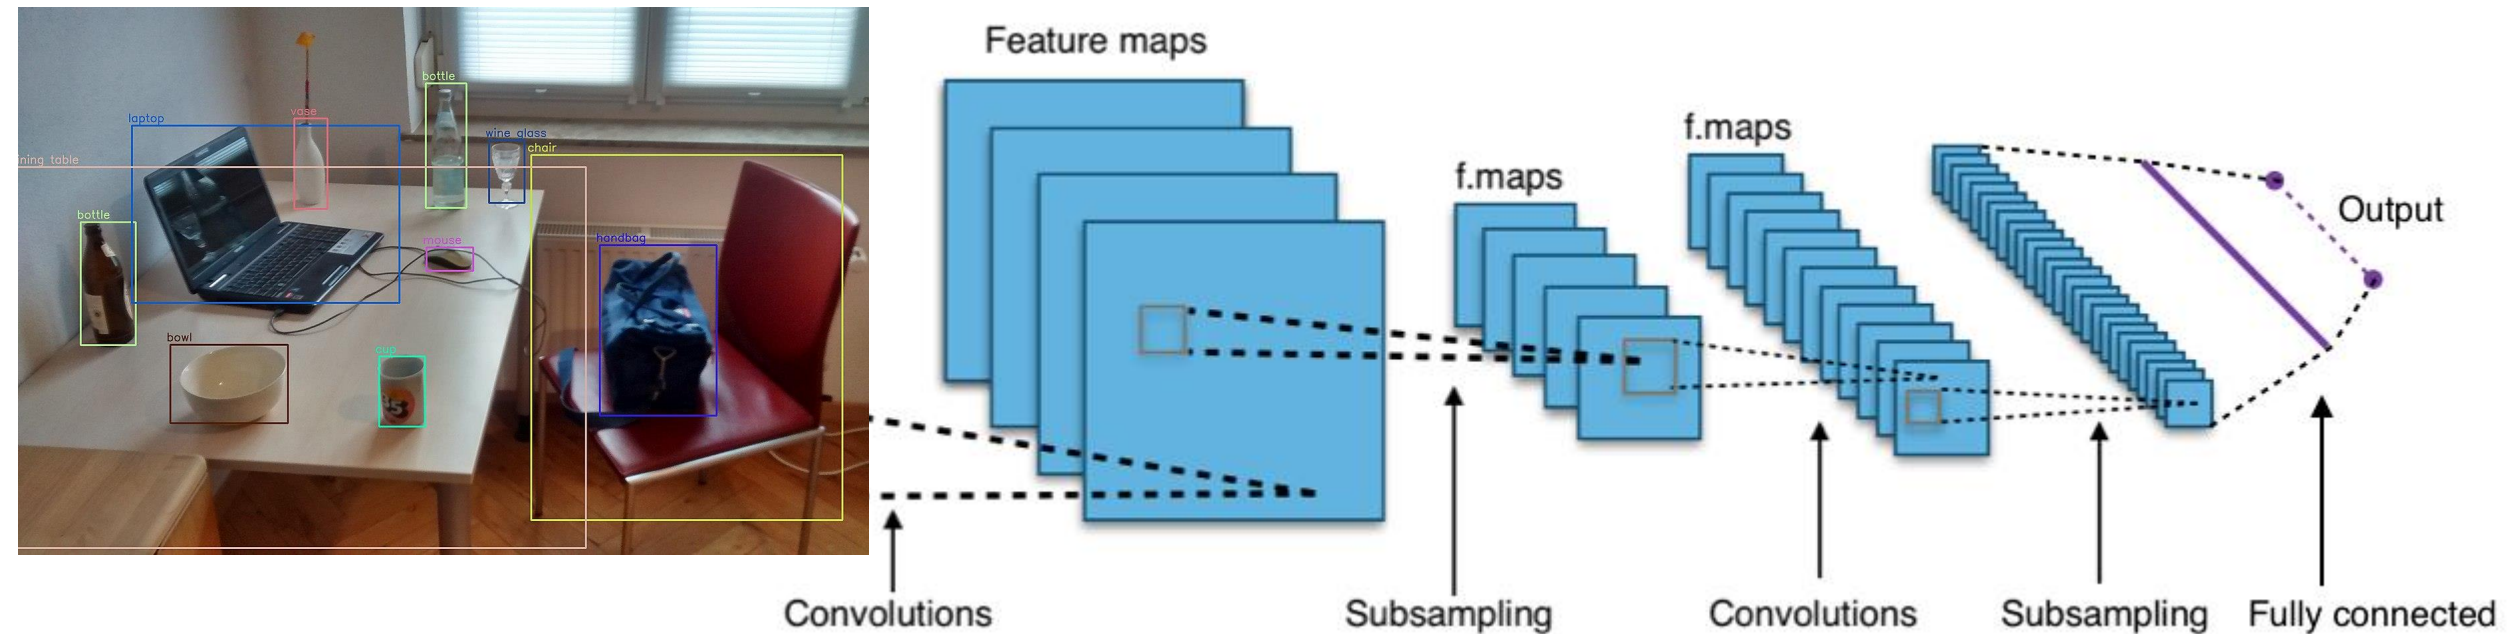 bottle
vase
laptop
wine glass
chair
ining table
bottle
handbag
mouse
bowl
cup
Feature maps
f.maps
f.maps
Output
Convolutions
Subsampling
Convolutions
Subsampling
Fully connected